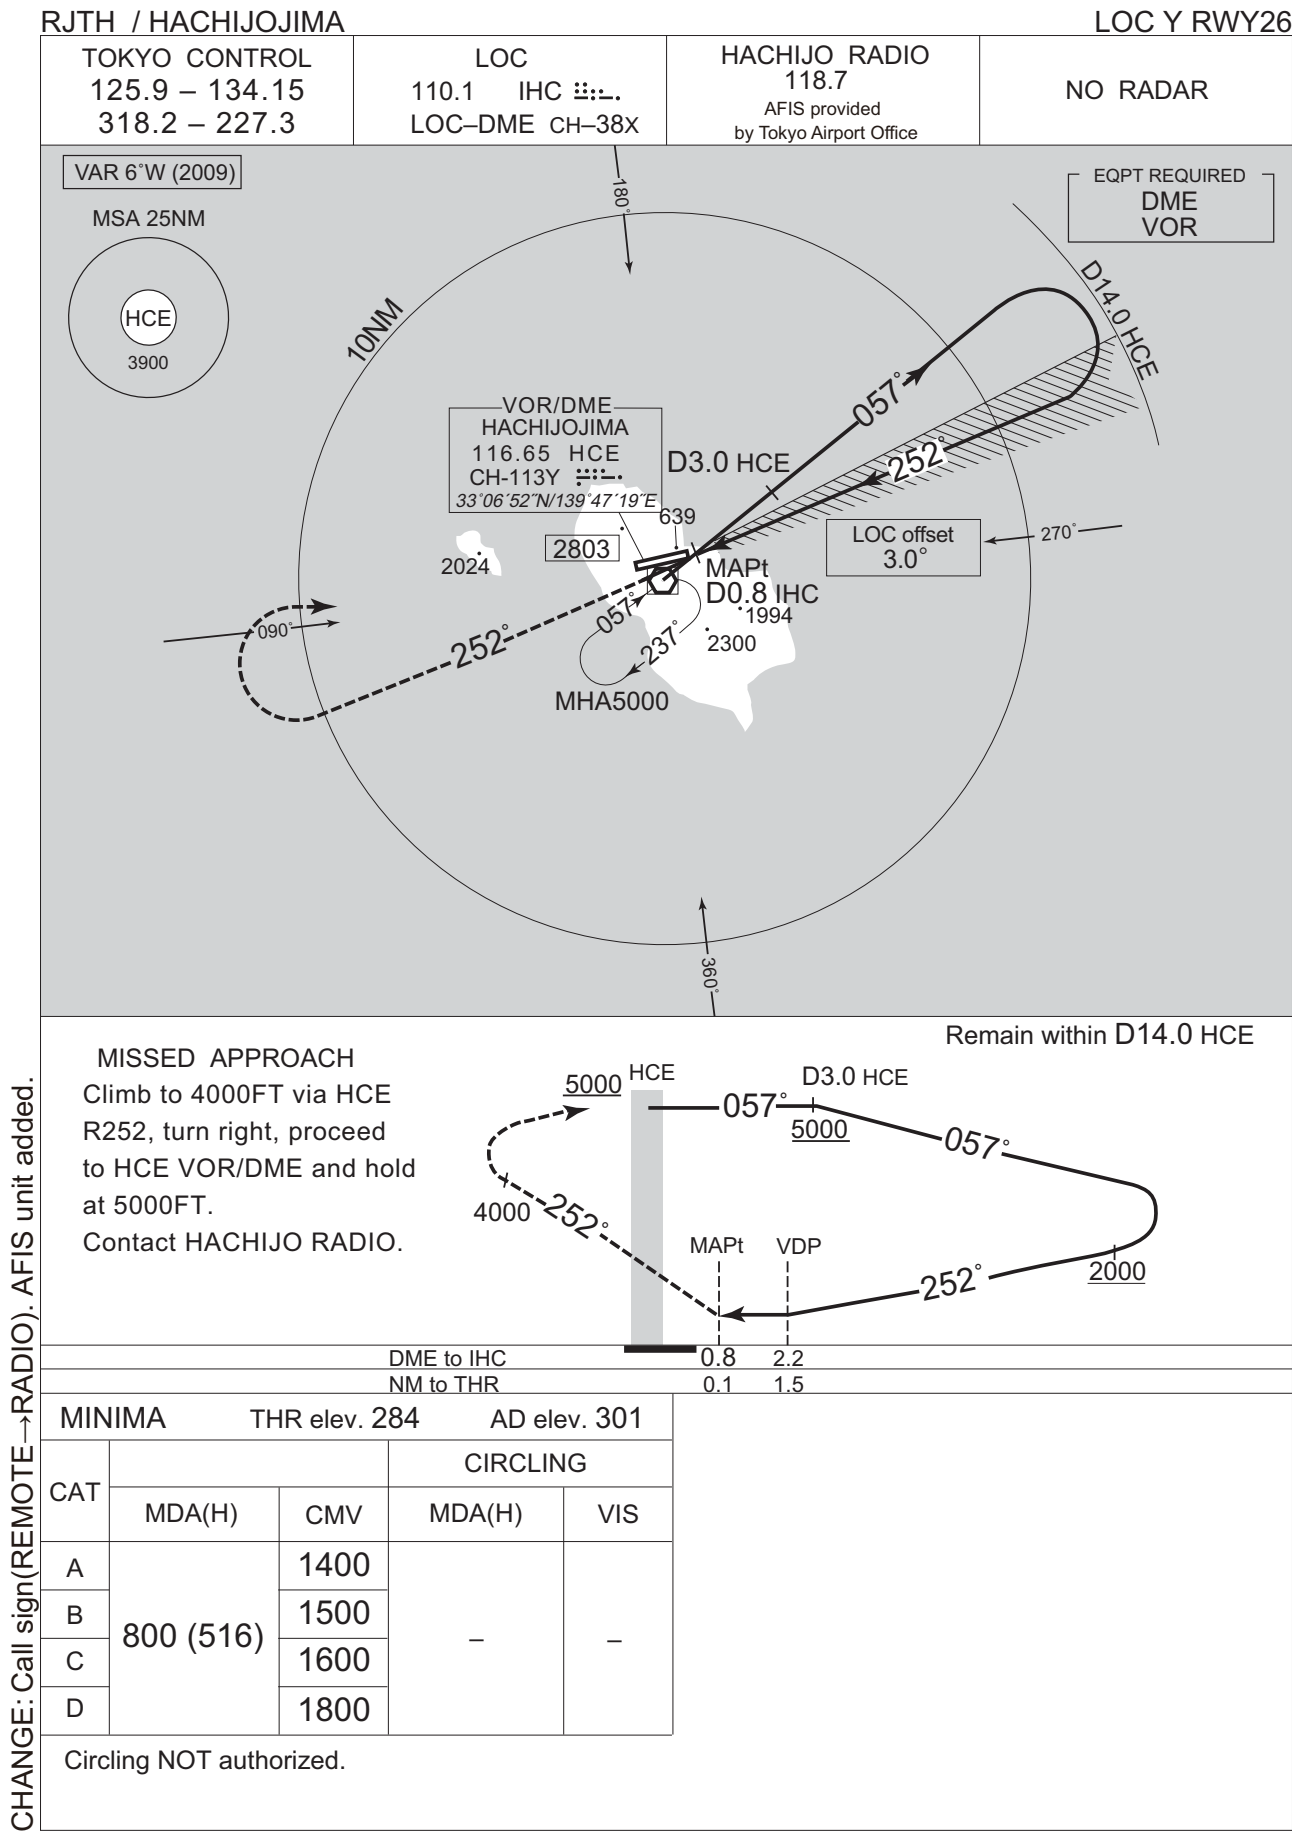 RJTH / HACHIJOJIMA
LOC Y RWY26
TOKYO CONTROL
125.9 – 134.15
318.2 – 227.3
LOC
110.1 IHC
LOC–DME CH–38X
HACHIJO RADIO
118.7
AFIS provided
by Tokyo Airport Office
NO RADAR
VAR 6°W (2009)
MSA 25NM
HCE
3900
180°
EQPT REQUIRED
DME
VOR
10NM
D14.0 HCE
057°
VOR/DME
HACHIJOJIMA
116.65 HCE
CH-113Y
33°06′52″N/139°47′19″E
D3.0 HCE
252°
639
2803
2024
LOC offset
3.0°
270°
MAPt
D0.8 IHC
1994
2300
057°
237°
MHA5000
090°
252°
360°
Remain within D14.0 HCE
MISSED APPROACH
Climb to 4000FT via HCE
R252, turn right, proceed
to HCE VOR/DME and hold
at 5000FT.
Contact HACHIJO RADIO.
5000
HCE
D3.0 HCE
057°
5000
057°
4000
252°
MAPt
VDP
252°
2000
DME to IHC 0.8 2.2
NM to THR 0.1 1.5
MINIMA THR elev. 284 AD elev. 301
CAT
CIRCLING
MDA(H) CMV MDA(H) VIS
A 1400
B 1500
800 (516) – –
C 1600
D 1800
Circling NOT authorized.
CHANGE: Call sign(REMOTE→RADIO). AFIS unit added.